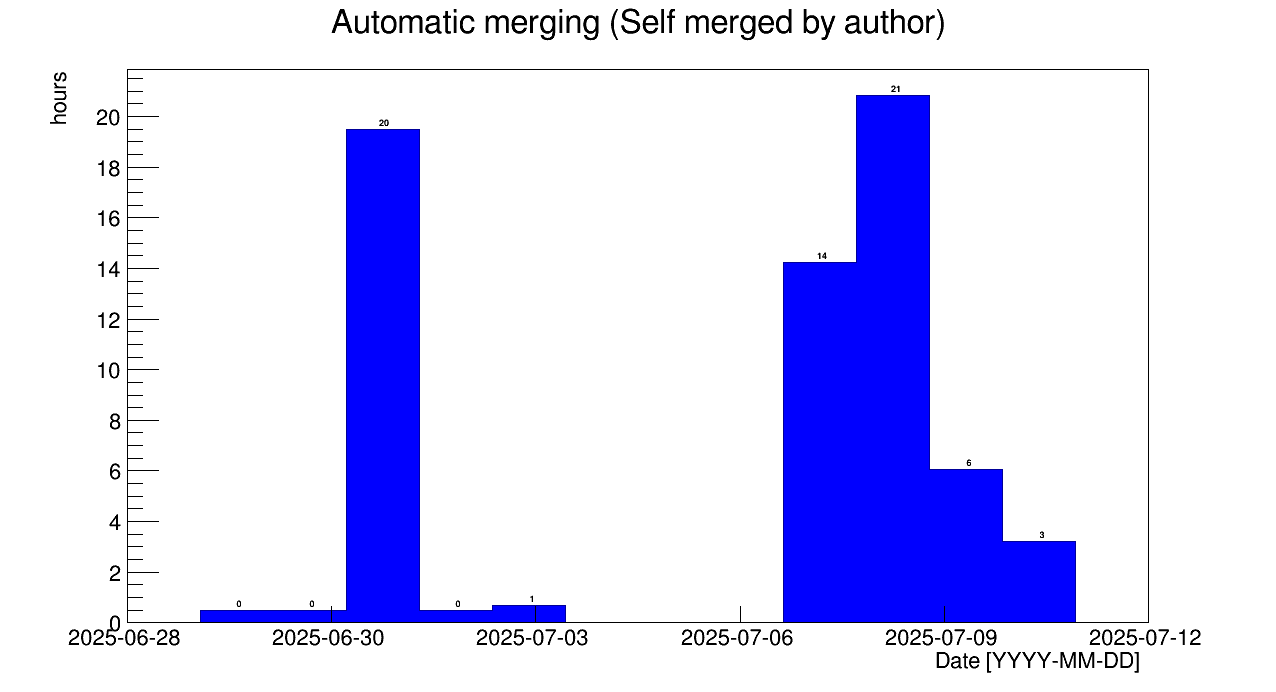 Automatic merging (Self merged by author)
hours
20
18
16
14
12
10
8
6
4
2
0
0 0 20 0 1 14 21 6 3
2025-06-28 2025-06-30 2025-07-03 2025-07-06 2025-07-09 2025-07-12
Date [YYYY-MM-DD]